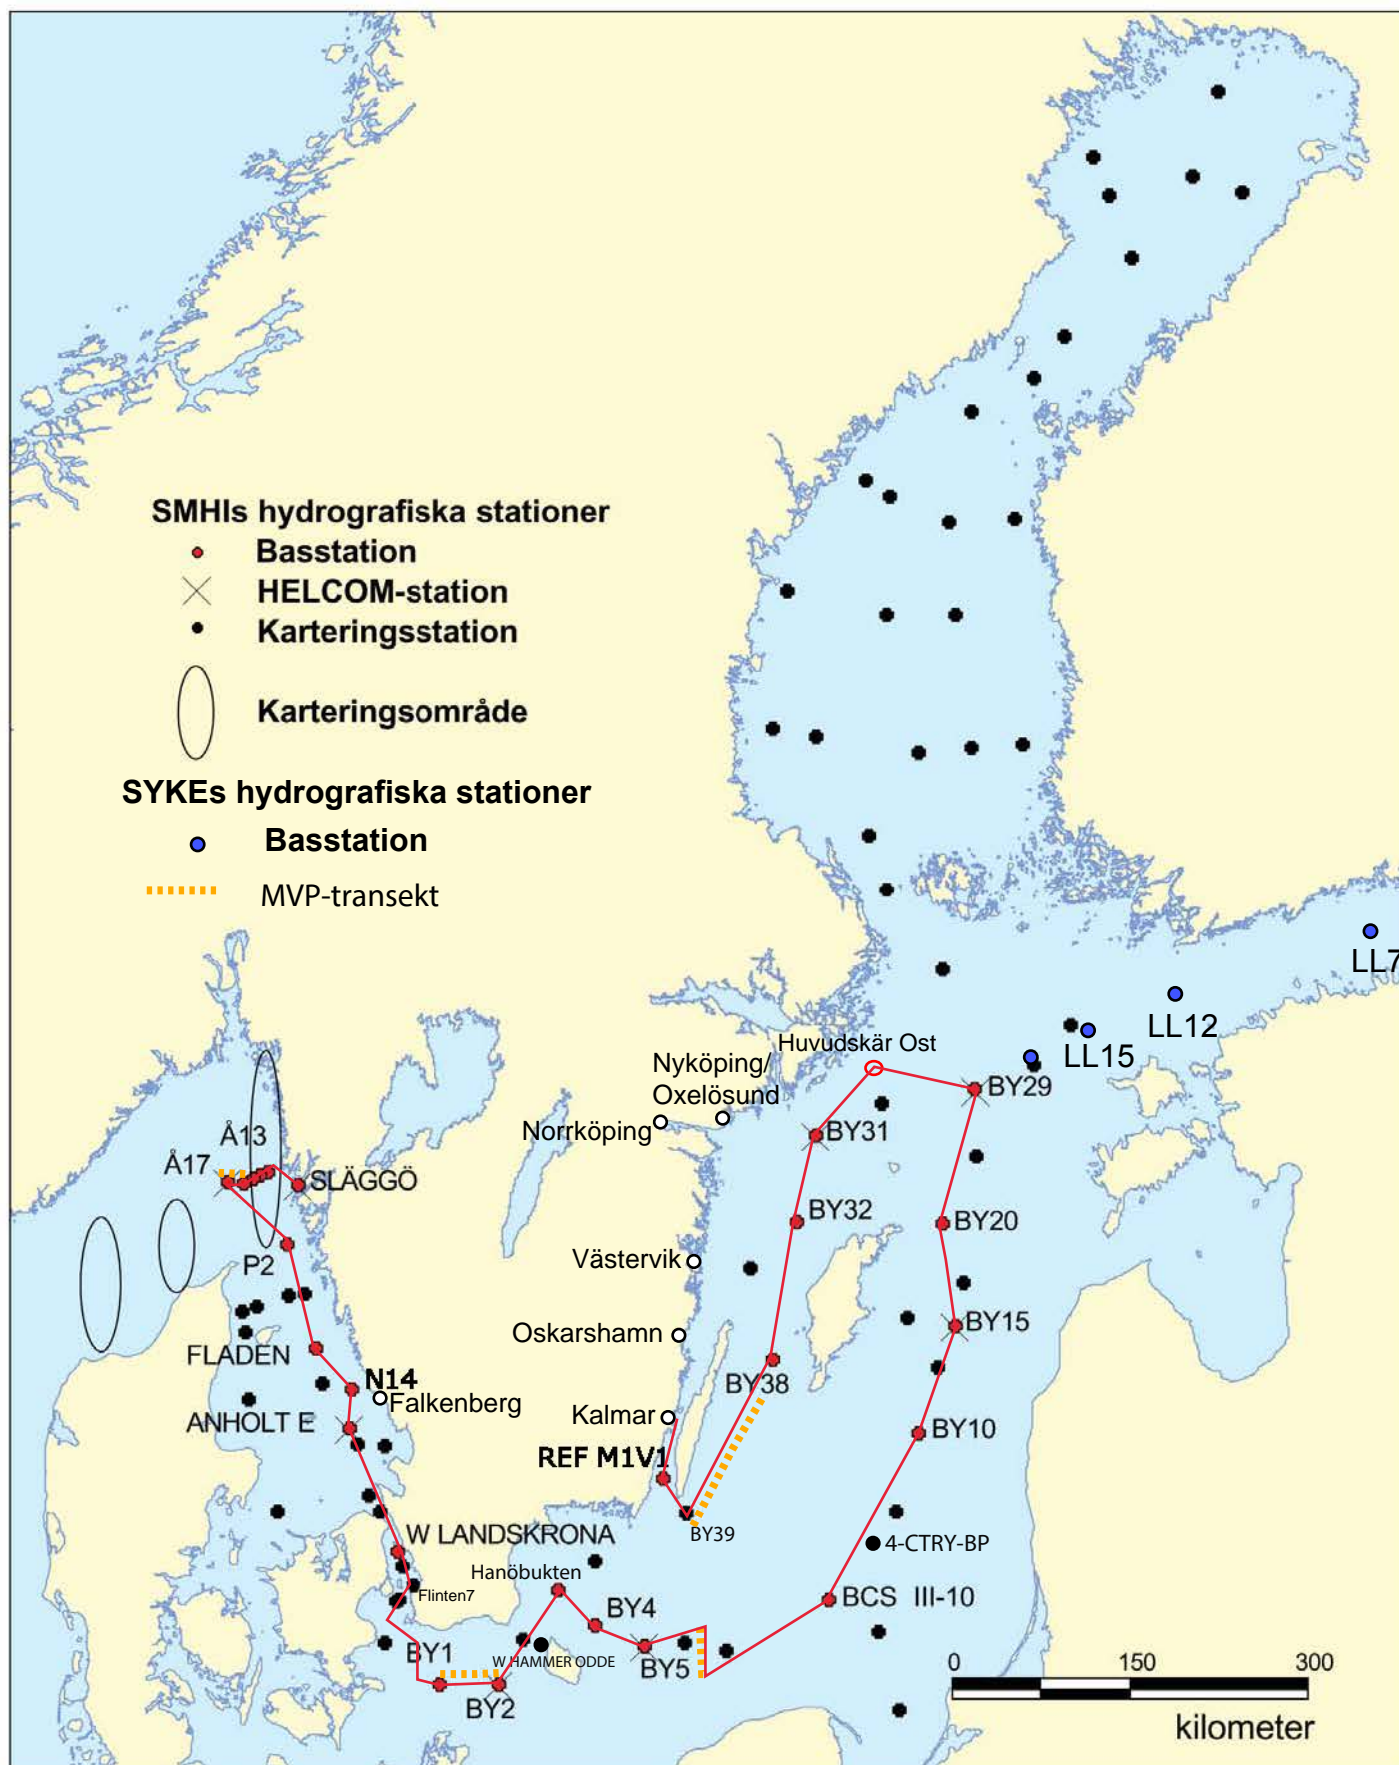 SMHIs hydrografiska stationer
Basstation
HELCOM-station
Karteringsstation
Karteringsområde
SYKEs hydrografiska stationer
Basstation
MVP-transekt
LL7
LL12
LL15
Huvudskär Ost
Nyköping/
Oxelösund
BY29
Norrköping
BY31
Å13
Å17
SLÄGGÖ
BY32
BY20
P2
Västervik
BY15
Oskarshamn
FLADEN
BY38
N14
Falkenberg
Kalmar
ANHOLT E
BY10
REF M1V1
BY39
W LANDSKRONA
4-CTRY-BP
Hanöbukten
Flinten7
BCS III-10
BY4
BY1
W HAMMER ODDE
BY5
BY2
0 150 300
kilometer